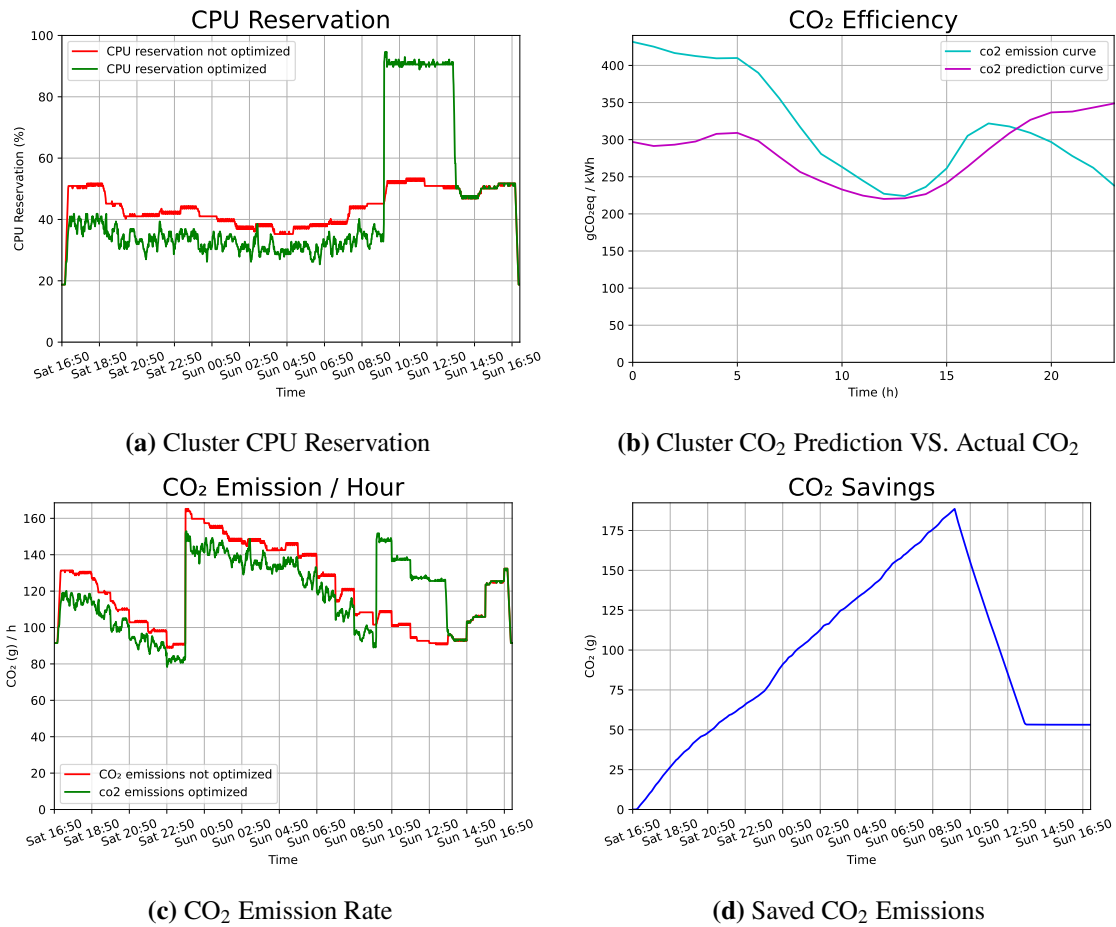 CPU Reservation
CPU reservation not optimized
CPU reservation optimized
CPU Reservation (%)
100
80
60
40
20
0
Sat 16:50 Sat 18:50 Sat 20:50 Sat 22:50 Sun 00:50 Sun 02:50 Sun 04:50 Sun 06:50 Sun 08:50 Sun 10:50 Sun 12:50 Sun 14:50 Sun 16:50
Time
(a) Cluster CPU Reservation
CO₂ Efficiency
co2 emission curve
co2 prediction curve
gCO₂eq / kWh
400
350
300
250
200
150
100
50
0
0 5 10 15 20
Time (h)
(b) Cluster CO₂ Prediction VS. Actual CO₂
CO₂ Emission / Hour
CO₂ (g) / h
160
140
120
100
80
60
40
20
0
CO₂ emissions not optimized
co2 emissions optimized
Sat 16:50 Sat 18:50 Sat 20:50 Sat 22:50 Sun 00:50 Sun 02:50 Sun 04:50 Sun 06:50 Sun 08:50 Sun 10:50 Sun 12:50 Sun 14:50 Sun 16:50
Time
(c) CO₂ Emission Rate
CO₂ Savings
CO₂ (g)
175
150
125
100
75
50
25
0
Sat 16:50 Sat 18:50 Sat 20:50 Sat 22:50 Sun 00:50 Sun 02:50 Sun 04:50 Sun 06:50 Sun 08:50 Sun 10:50 Sun 12:50 Sun 14:50 Sun 16:50
Time
(d) Saved CO₂ Emissions